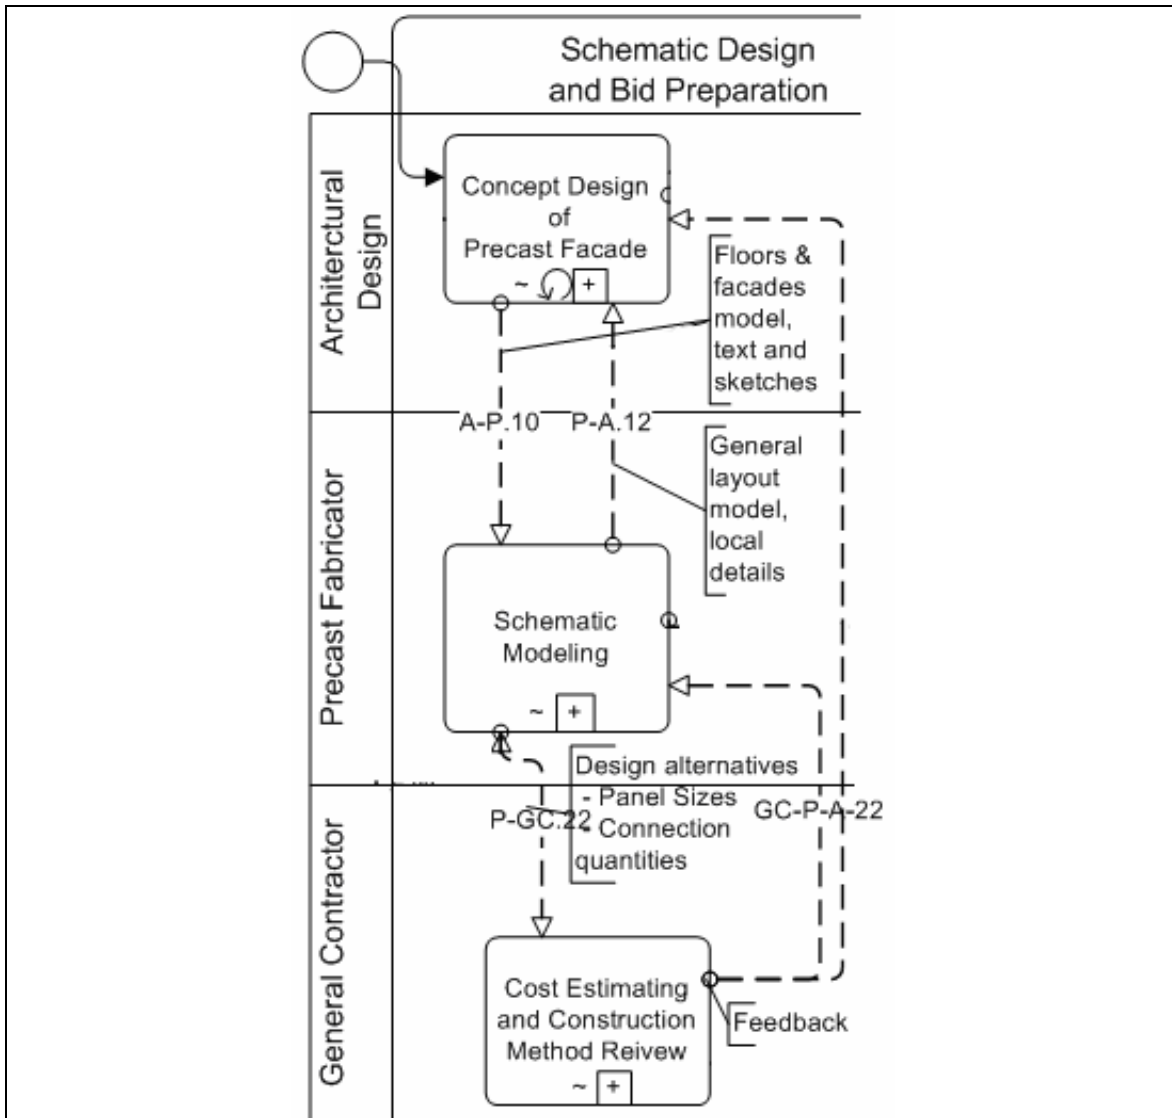 Schematic Design
and Bid Preparation
Architerctural
Design
Concept Design
of
Precast Facade
~ +
Floors &
facades
model,
text and
sketches
A-P.10
P-A.12
Precast Fabricator
General
layout
model,
local
details
Schematic
Modeling
~ +
Design alternatives
- Panel Sizes
- Connection
quantities
P-GC.22
GC-P-A-22
General Contractor
Cost Estimating
and Construction
Method Reivew
~ +
Feedback